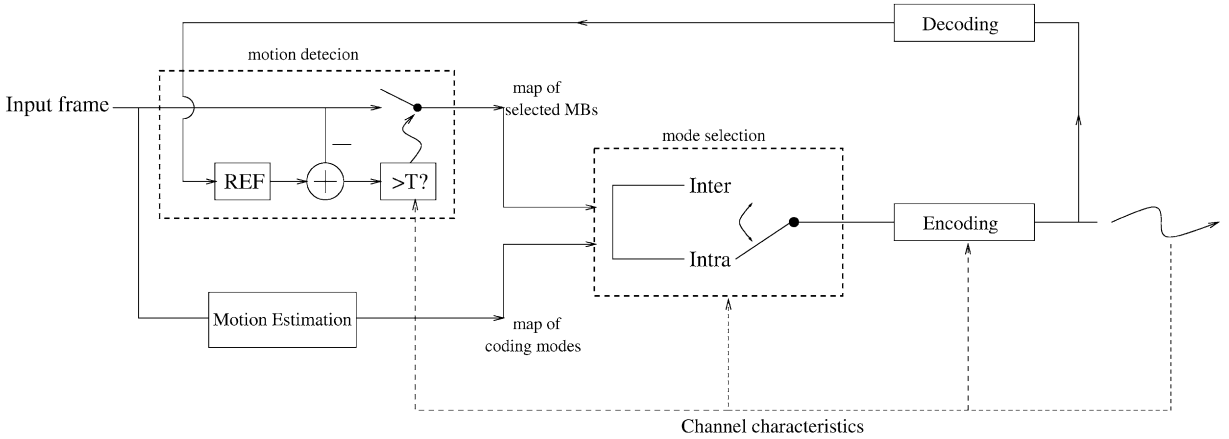 Decoding
motion detecion
Input frame
map of
selected MBs
mode selection
REF
>T?
Inter
Encoding
Intra
Motion Estimation
map of
coding modes
Channel characteristics